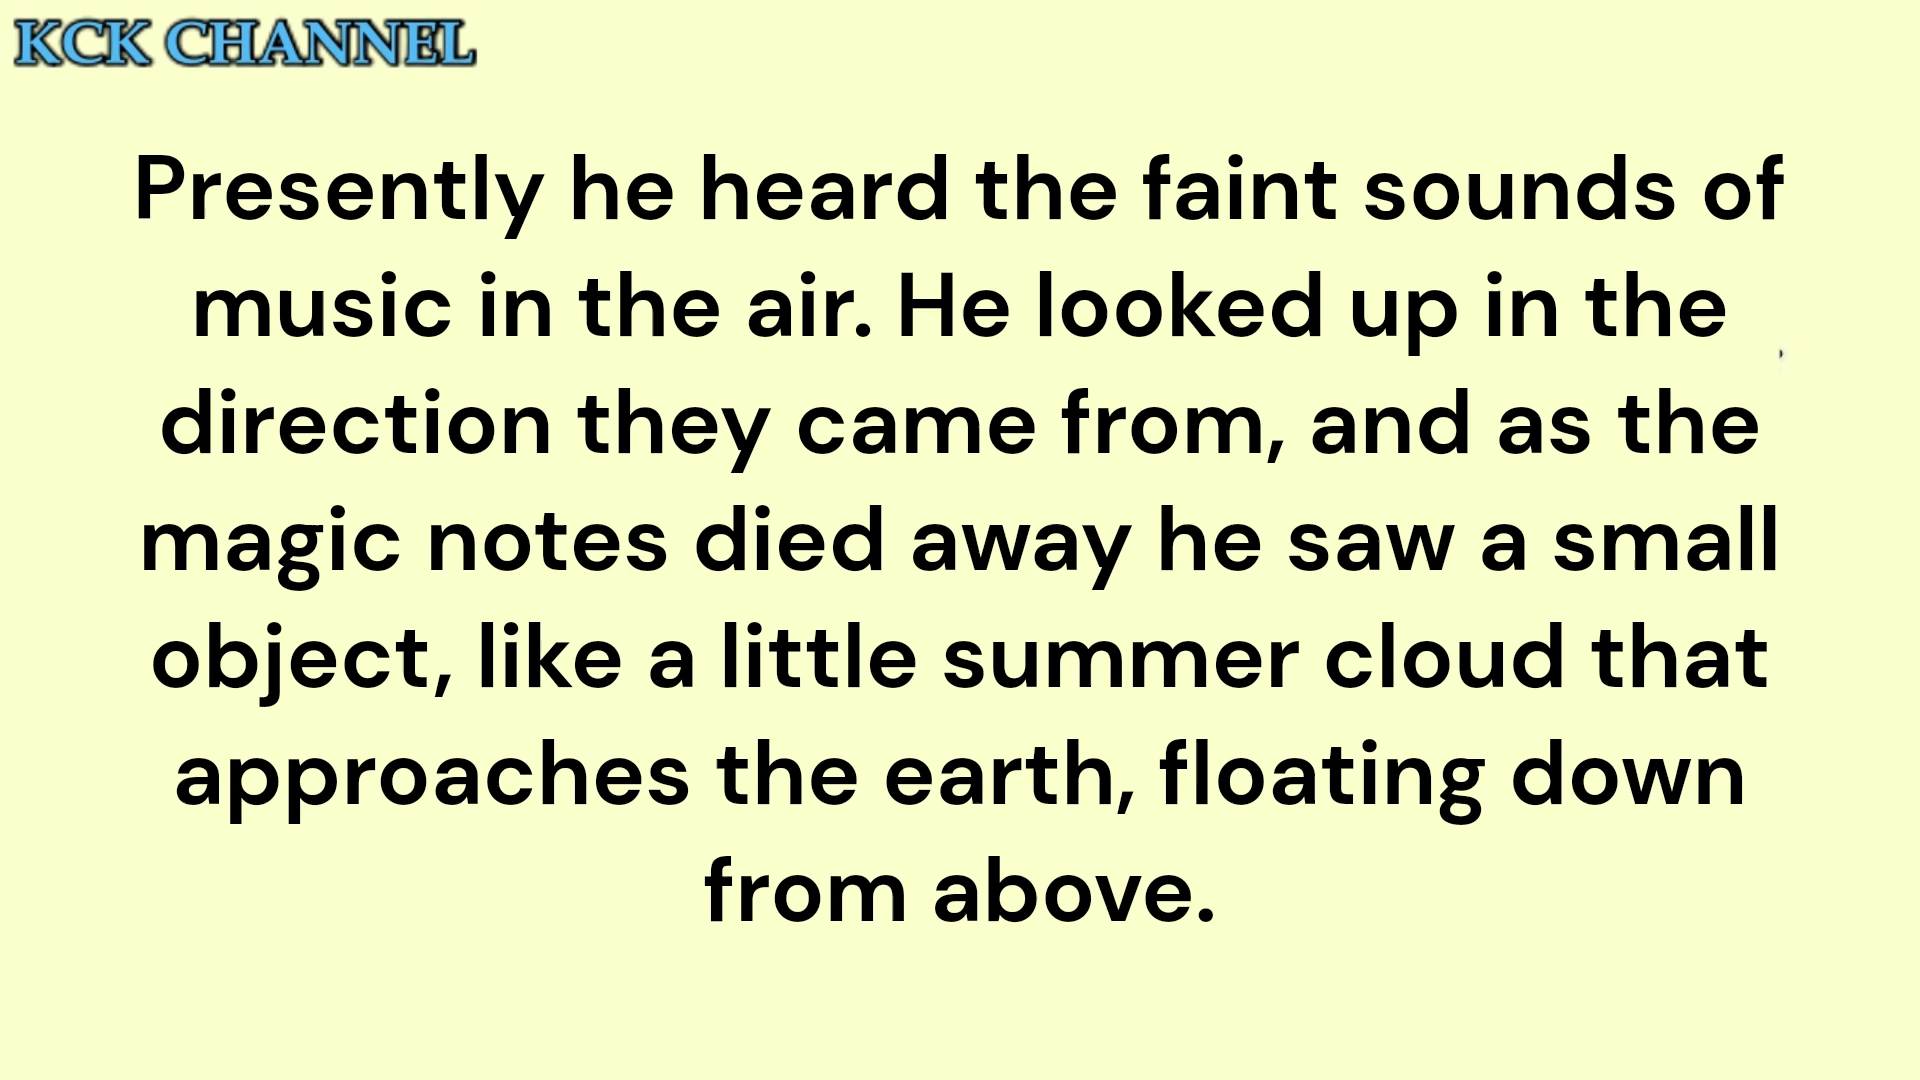 KCK CHANNEL
Presently he heard the faint sounds of
music in the air. He looked up in the
direction they came from, and as the
magic notes died away he saw a small
object, like a little summer cloud that
approaches the earth, floating down
from above.